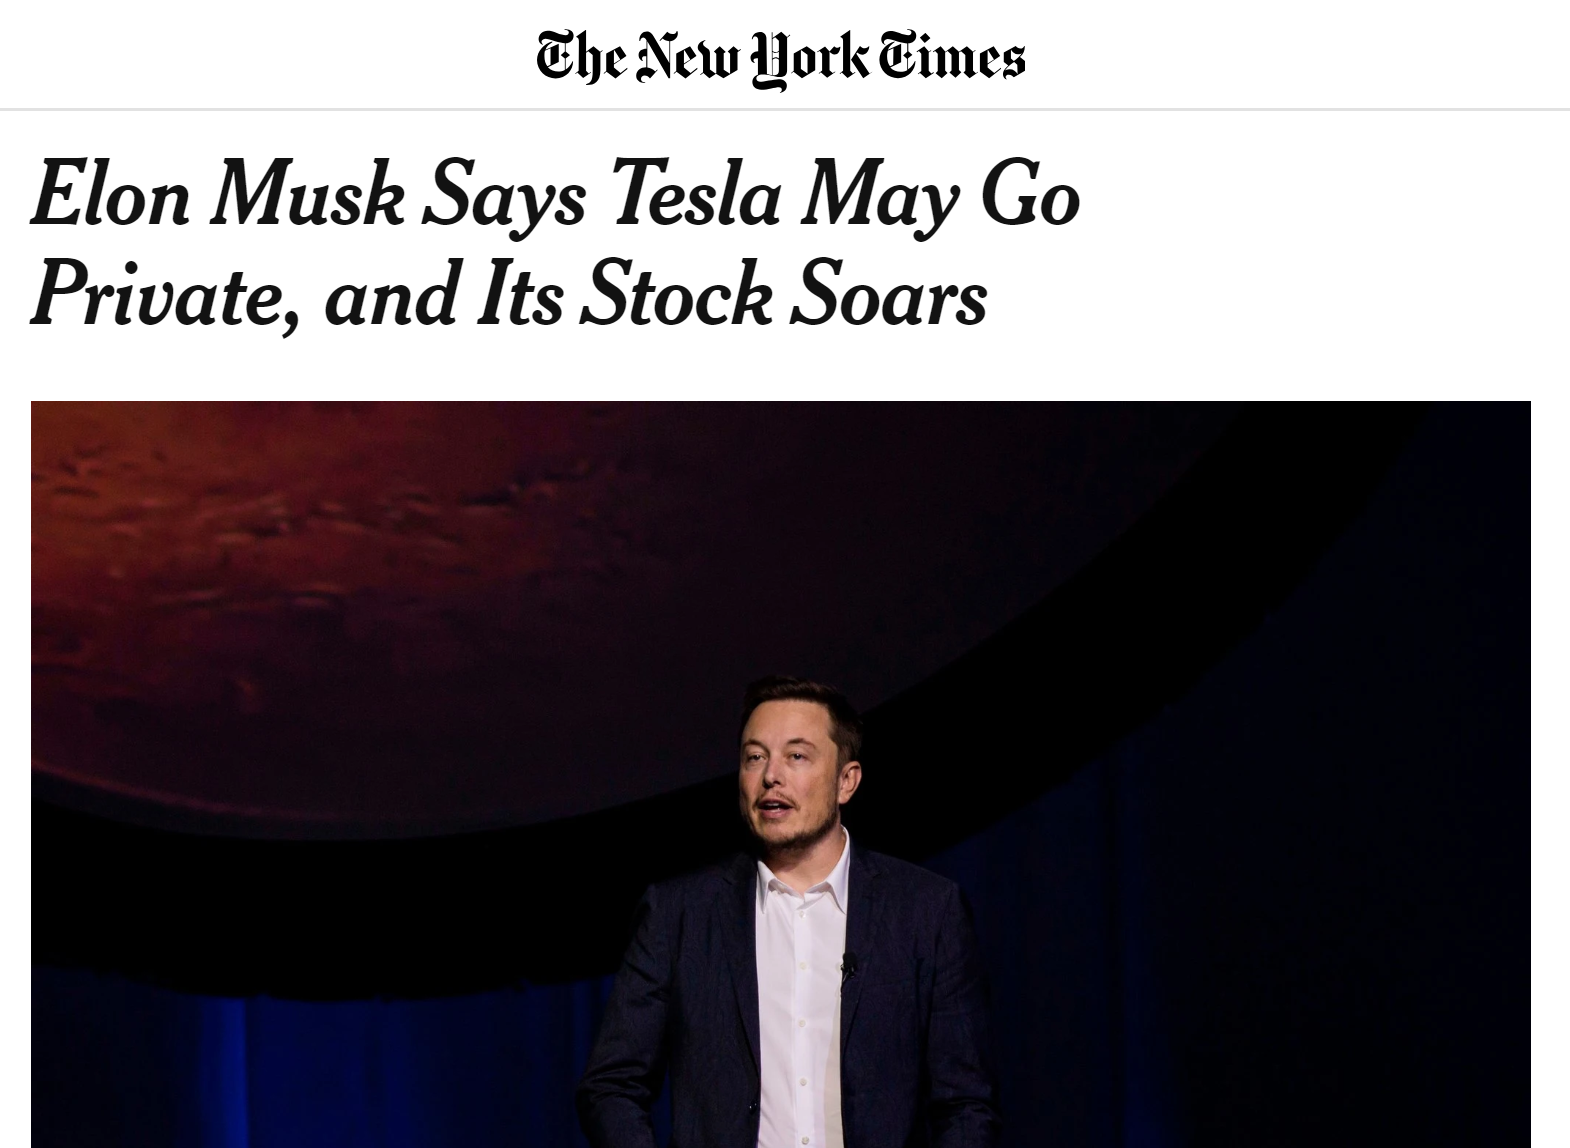 The New York Times
Elon Musk Says Tesla May Go
Private, and Its Stock Soars